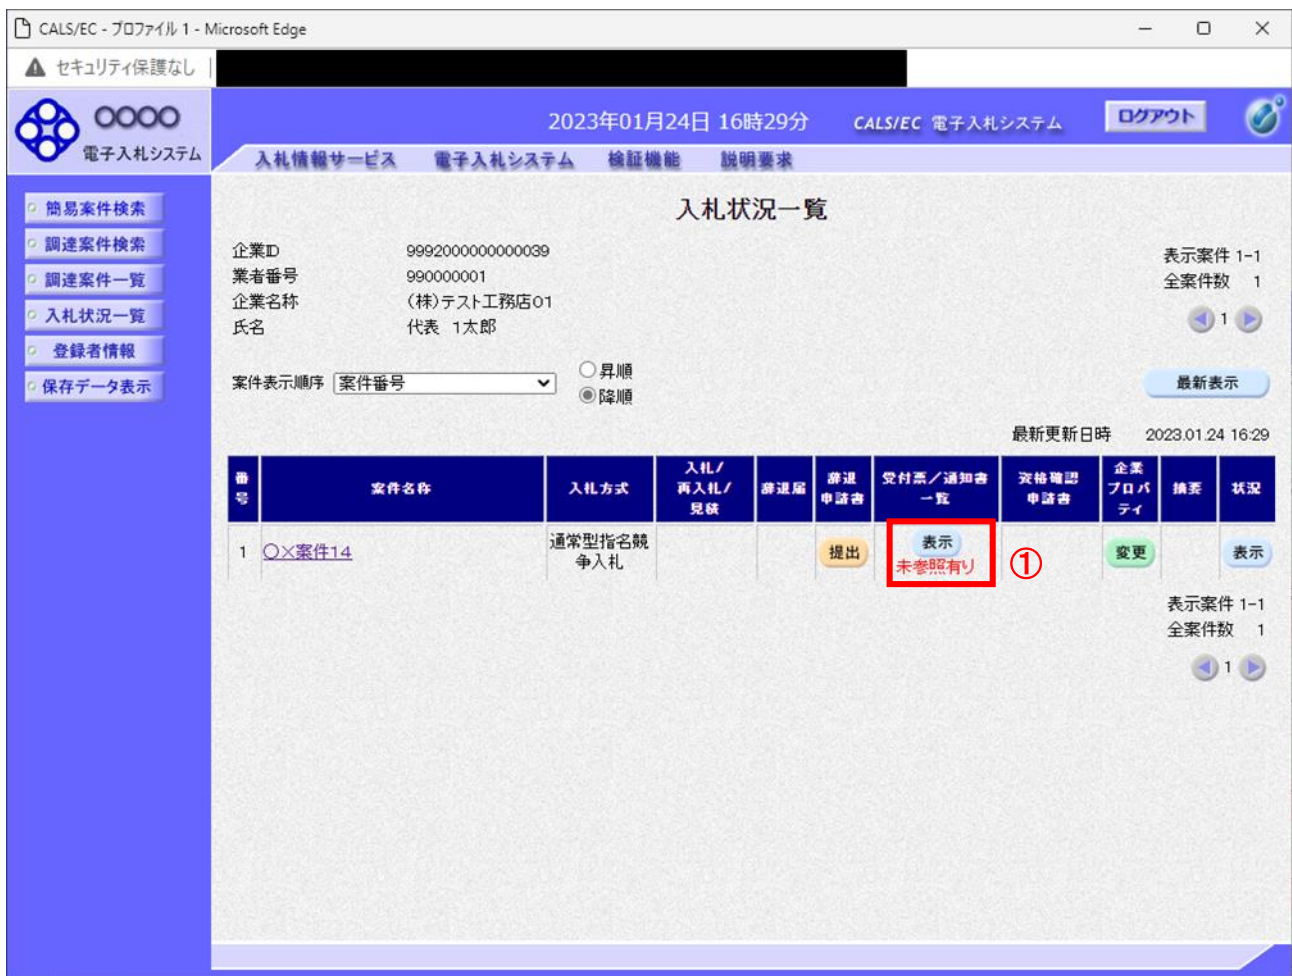 CALS/EC - プロファイル 1 - Microsoft Edge
セキュリティ保護なし
〇〇〇〇
電子入札システム
2023年01月24日 16時29分
CALS/EC 電子入札システム
ログアウト
入札情報サービス 電子入札システム 検証機能 説明要求
簡易案件検索
調達案件検索
調達案件一覧
入札状況一覧
登録者情報
保存データ表示
入札状況一覧
企業ID 9992000000000039
業者番号 990000001
企業名称 (株)テスト工務店01
氏名 代表 1太郎
表示案件 1-1
全案件数 1
1
案件表示順序 案件番号
昇順
降順
最新表示
最新更新日時 2023.01.24 16:29
番号 案件名称 入札方式 入札/再入札/見積 辞退届 辞退申請書 受付票/通知書一覧 資格確認申請書 企業プロパティ 摘要 状況
1 〇×案件14 通常型指名競争入札 提出 表示 変更 表示
未参照有り
①
表示案件 1-1
全案件数 1
1